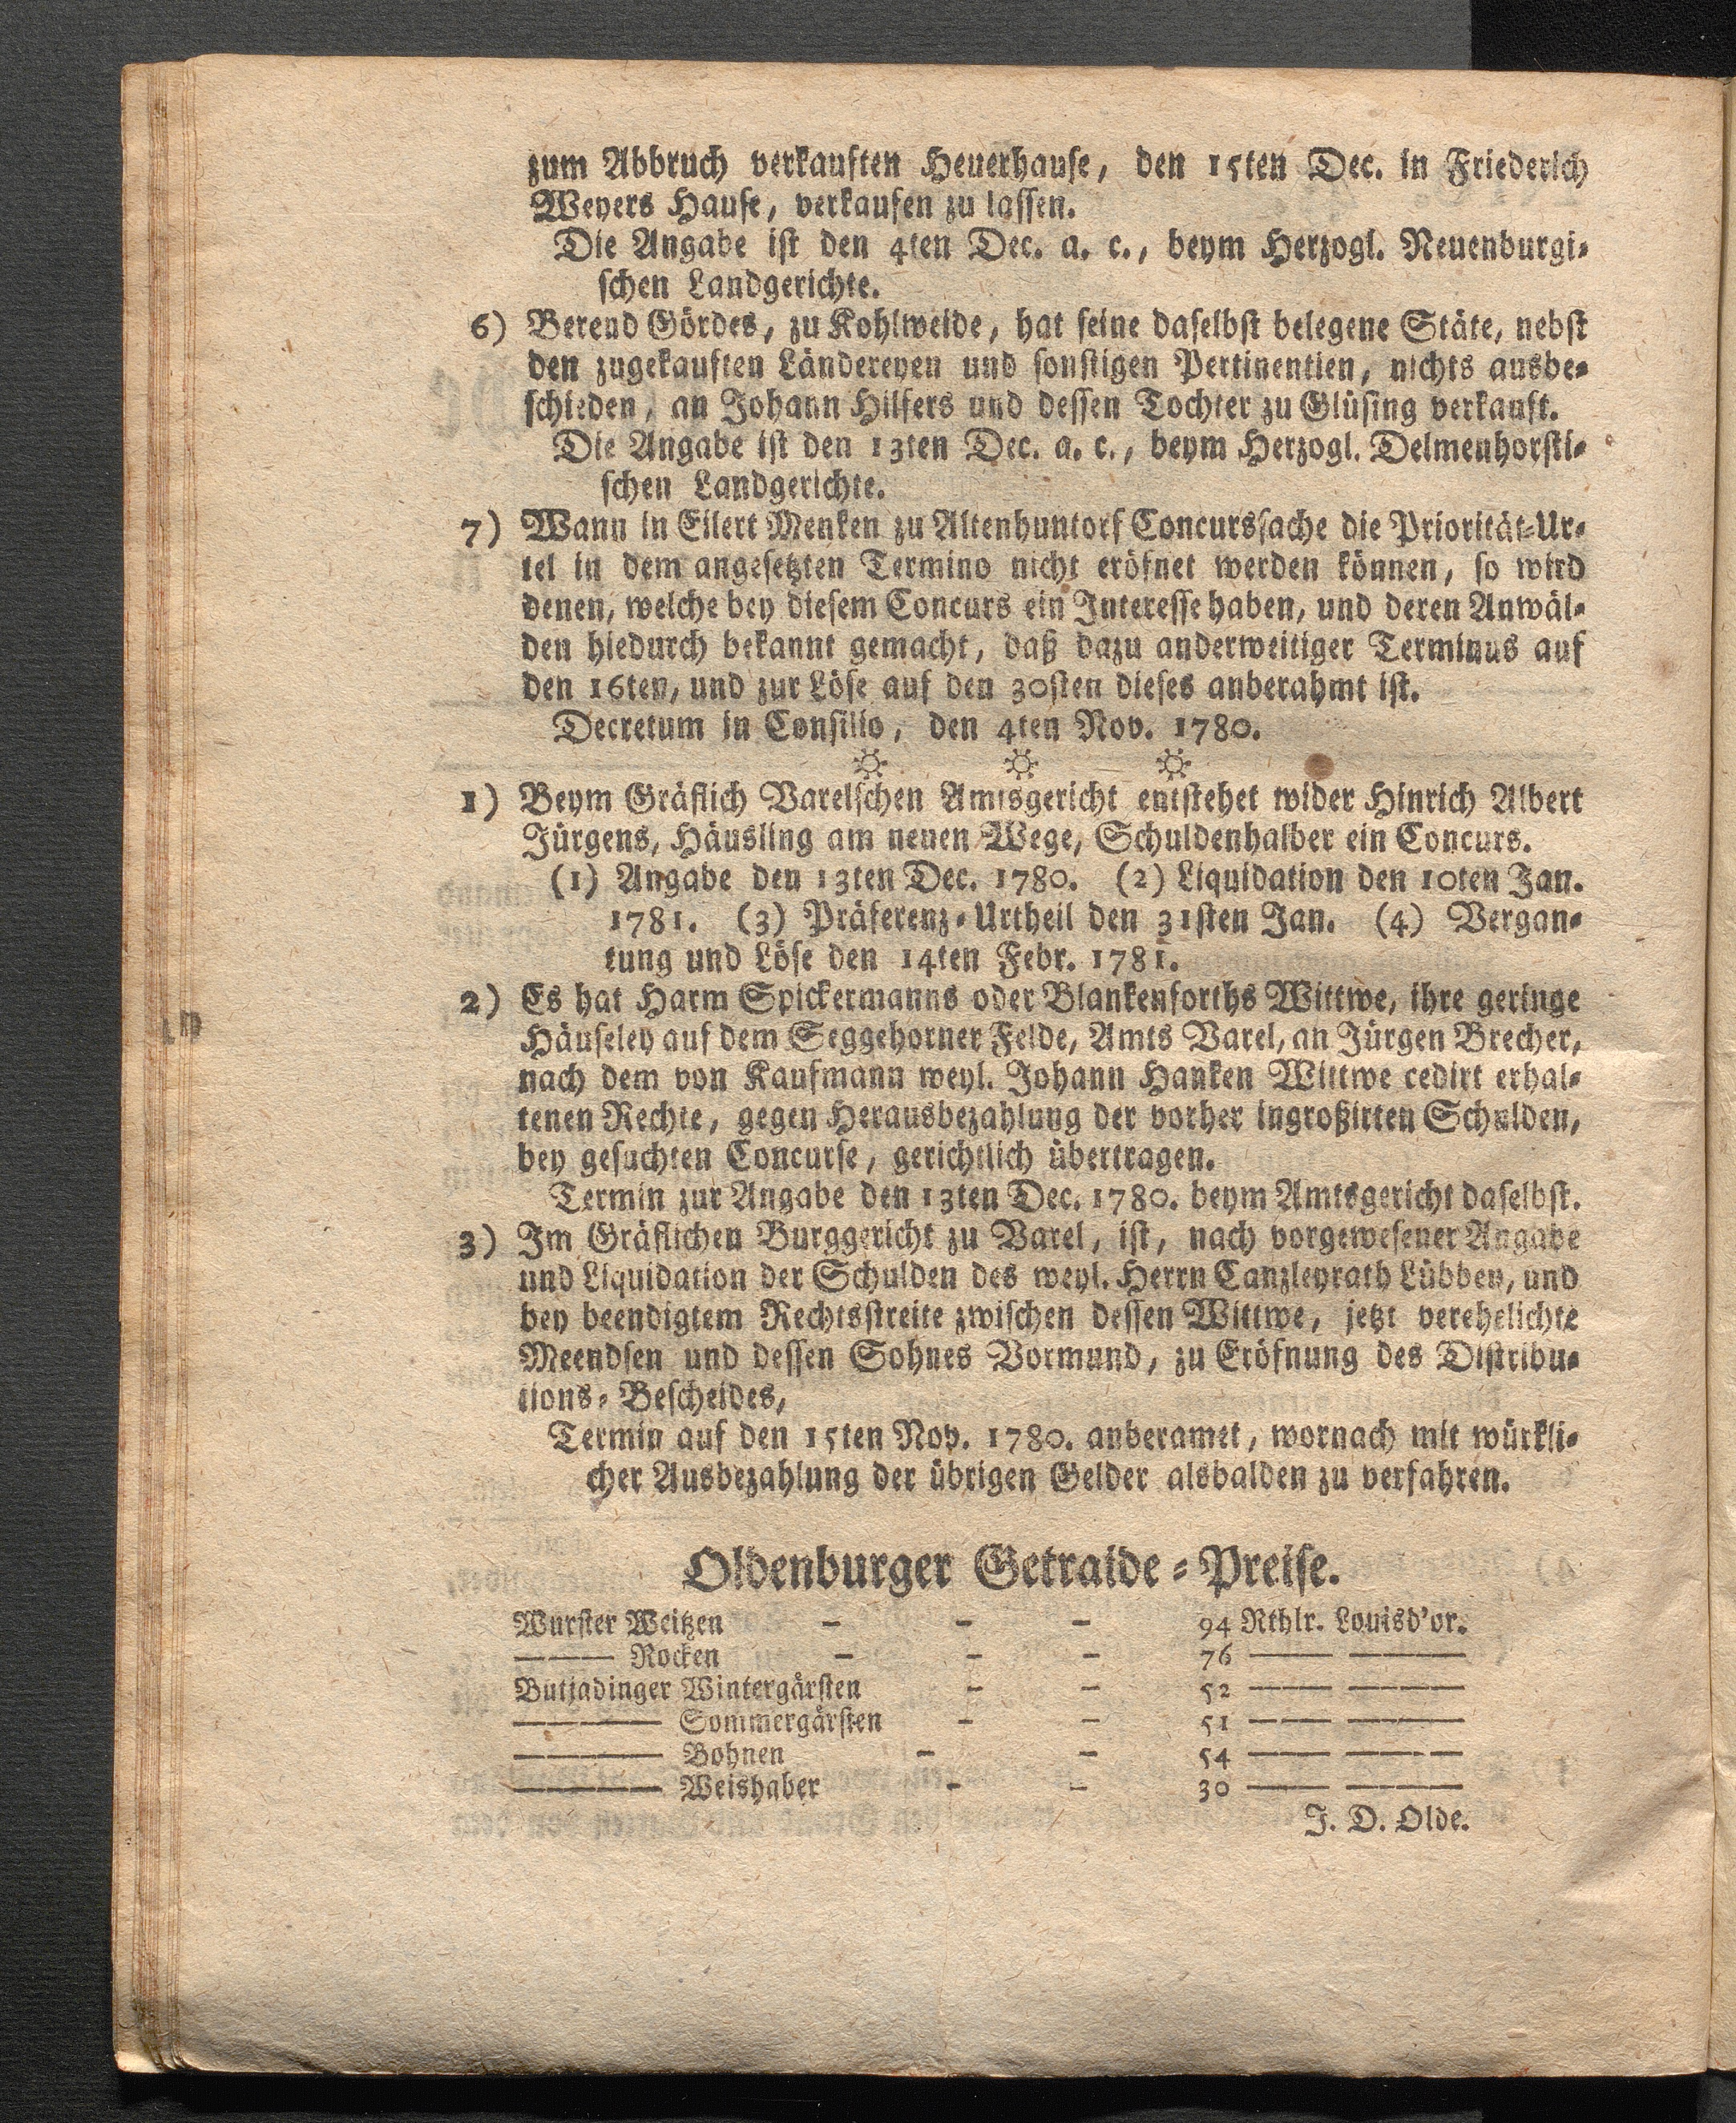 zum Abbruch verkauften Heuerhause, den 15ten Dec. in Friederich
Weyers Hause, verkaufen zu lassen.
Die Angabe ist den 4ten Dec. a. c., beym Herzogl. Neuenburgi-
schen Landgerichte.
6) Berend Gördes, zu Kohlweide, hat seine daselbst belegene Stäte, nebst
den zugekauften Ländereyen und sonstigen Pertinentien, nichts ausbe-
schieden, an Johann Hilfers und dessen Tochter zu Glüsing verkauft.
Die Angabe ist den 13ten Dec. a. c., beym Herzogl. Delmenhorsti-
schen Landgerichte.
7) Wann in Eilert Menken zu Altenhuntorf Concurssache die Priorität-Ur-
tel in dem angesetzten Termino nicht eröfnet werden können, so wird
denen, welche bey diesem Concurs ein Interesse haben, und deren Anwäl-
den hiedurch bekannt gemacht, daß dazu anderweitiger Terminus auf
den 16ten, und zur Löse auf den 30sten dieses anberahmt ist.
Decretum in Consilio, den 4ten Nov. 1780.
1) Beym Gräflich Varelschen Amtsgericht entstehet wider Hinrich Albert
Jürgens, Häusling am neuen Wege, Schuldenhalber ein Concurs.
(1) Angabe den 13ten Dec. 1780. (2) Liquidation den 10ten Jan.
1781. (3) Präferenz-Urtheil den 31sten Jan. (4) Vergan-
tung und Löse den 14ten Febr. 1781.
2) Es hat Harm Spickermanns oder Blankenforths Wittwe, ihre geringe
Häuseley auf dem Seggehorner Felde, Amts Varel, an Jürgen Brecher,
nach dem von Kaufmann weyl. Johann Hanken Wittwe cedirt erhal-
tenen Rechte, gegen Herausbezahlung der vorher ingroßirten Schulden,
bey gesuchten Concurse, gerichtlich übertragen.
Termin zur Angabe den 13ten Dec. 1780. beym Amtsgericht daselbst.
3) Im Gräflichen Burggericht zu Varel, ist, nach vorgewesener Angabe
und Liquidation der Schulden des weyl. Herrn Canzleyrath Lübben, und
bey beendigtem Rechtsstreite zwischen dessen Wittwe, jetzt verehelichte
Meendsen und dessen Sohnes Vormund, zu Eröfnung des Distribu-
tions-Bescheides,
Termin auf den 15ten Nov. 1780. anberamet, wornach mit würkli-
cher Ausbezahlung der übrigen Gelder alsbalden zu verfahren.
Oldenburger Getraide-Preise.
Wurster Weitzen - - - 94 Rthlr. Louisd'or.
——— Rocken - - - 76 —— ———
Butjadinger Wintergärsten - - 52 —— ———
———— Sommergärsten - - 51 —— ———
———— Bohnen - - 54 —— ———
———— Weishaber - - 30 —— ———
J. D. Olde.